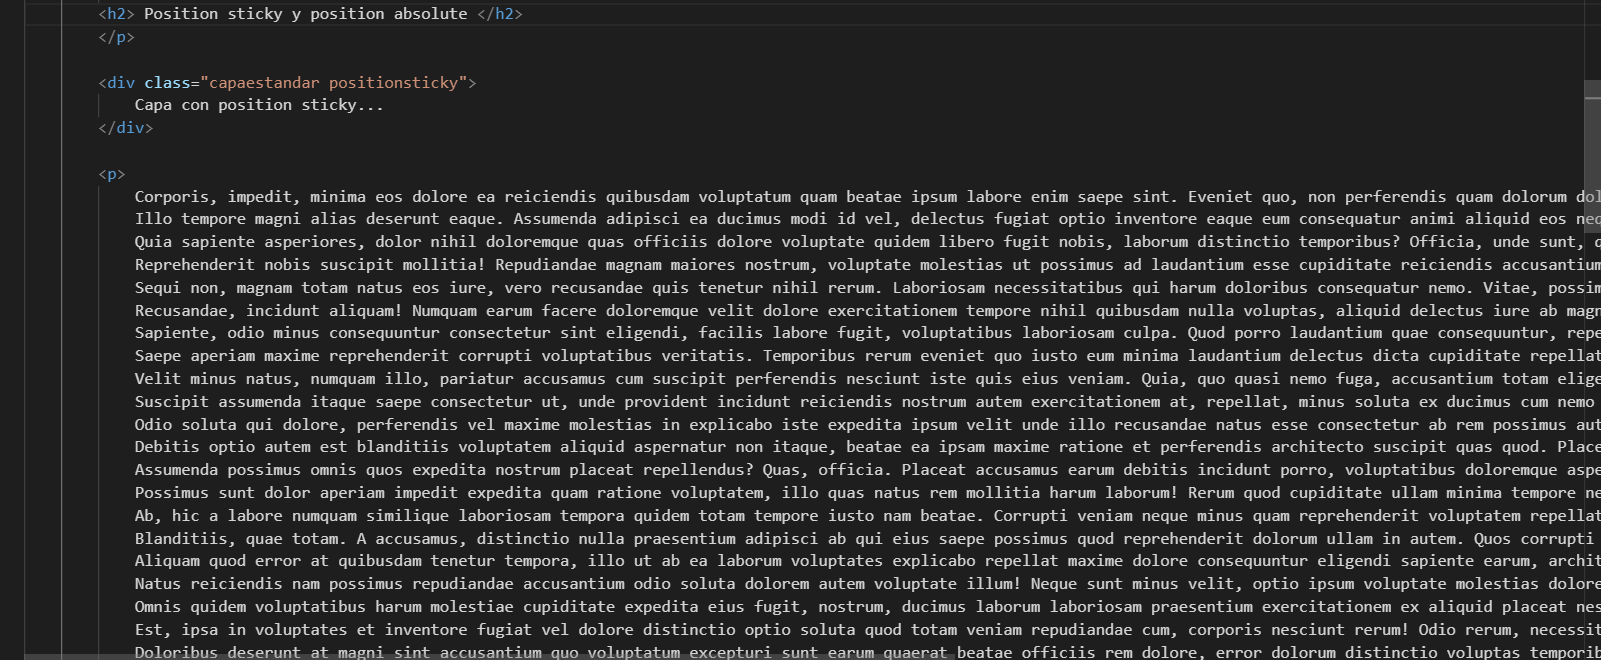 <h2> Position sticky y position absolute </h2>
</p>
<div class="capaestandar positionsticky">
Capa con position sticky...
</div>
<p>
Corporis, impedit, minima eos dolore ea reiciendis quibusdam voluptatum quam beatae ipsum labore enim saepe sint. Eveniet quo, non perferendis quam dolorum dol
Illo tempore magni alias deserunt eaque. Assumenda adipisci ea ducimus modi id vel, delectus fugiat optio inventore eaque eum consequatur animi aliquid eos nec
Quia sapiente asperiores, dolor nihil doloremque quas officiis dolore voluptate quidem libero fugit nobis, laborum distinctio temporibus? Officia, unde sunt,
Reprehenderit nobis suscipit mollitia! Repudiandae magnam maiores nostrum, voluptate molestias ut possimus ad laudantium esse cupiditate reiciendis accusantium
Sequi non, magnam totam natus eos iure, vero recusandae quis tenetur nihil rerum. Laboriosam necessitatibus qui harum doloribus consequatur nemo. Vitae, possim
Recusandae, incidunt aliquam! Numquam earum facere doloremque velit dolore exercitationem tempore nihil quibusdam nulla voluptas, aliquid delectus iure ab magn
Sapiente, odio minus consequuntur consectetur sint eligendi, facilis labore fugit, voluptatibus laboriosam culpa. Quod porro laudantium quae consequuntur, repe
Saepe aperiam maxime reprehenderit corrupti voluptatibus veritatis. Temporibus rerum eveniet quo iusto eum minima laudantium delectus dicta cupiditate repellat
Velit minus natus, numquam illo, pariatur accusamus cum suscipit perferendis nesciunt iste quis eius veniam. Quia, quo quasi nemo fuga, accusantium totam elige
Suscipit assumenda itaque saepe consectetur ut, unde provident incidunt reiciendis nostrum autem exercitationem at, repellat, minus soluta ex ducimus cum nemo
Odio soluta qui dolore, perferendis vel maxime molestias in explicabo iste expedita ipsum velit unde illo recusandae natus esse consectetur ab rem possimus aut
Debitis optio autem est blanditiis voluptatem aliquid aspernatur non itaque, beatae ea ipsam maxime ratione et perferendis architecto suscipit quas quod. Place
Assumenda possimus omnis quos expedita nostrum placeat repellendus? Quas, officia. Placeat accusamus earum debitis incidunt porro, voluptatibus doloremque aspe
Possimus sunt dolor aperiam impedit expedita quam ratione voluptatem, illo quas natus rem mollitia harum laborum! Rerum quod cupiditate ullam minima tempore ne
Ab, hic a labore numquam similique laboriosam tempora quidem totam tempore iusto nam beatae. Corrupti veniam neque minus quam reprehenderit voluptatem repellat
Blanditiis, quae totam. A accusamus, distinctio nulla praesentium adipisci ab qui eius saepe possimus quod reprehenderit dolorum ullam in autem. Quos corrupti
Aliquam quod error at quibusdam tenetur tempora, illo ut ab ea laborum voluptates explicabo repellat maxime dolore consequuntur eligendi sapiente earum, archit
Natus reiciendis nam possimus repudiandae accusantium odio soluta dolorem autem voluptate illum! Neque sunt minus velit, optio ipsum voluptate molestias dolore
Omnis quidem voluptatibus harum molestiae cupiditate expedita eius fugit, nostrum, ducimus laborum laboriosam praesentium exercitationem ex aliquid placeat nes
Est, ipsa in voluptates et inventore fugiat vel dolore distinctio optio soluta quod totam veniam repudiandae cum, corporis nesciunt rerum! Odio rerum, necessit
Doloribus deserunt at magni sint accusantium quo voluptatum excepturi sunt earum quaerat beatae officiis rem dolore, error dolorum distinctio voluptas temporib